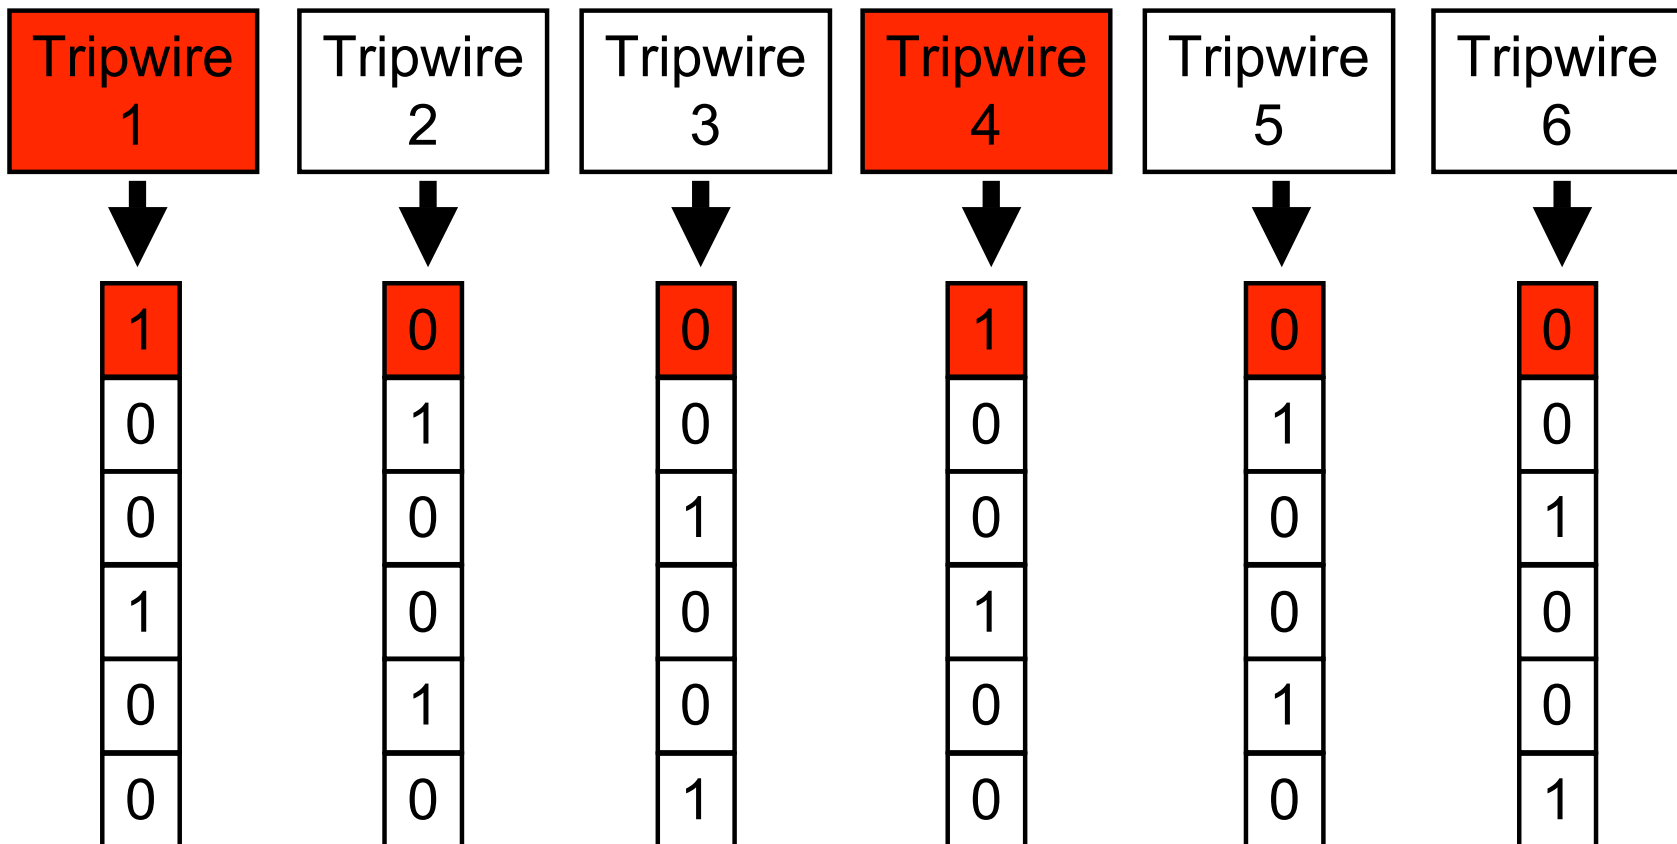 Tripwire 1
Tripwire 2
Tripwire 3
Tripwire 4
Tripwire 5
Tripwire 6
1 0 0 1 0 0
0 1 0 0 1 0
0 0 1 0 0 1
1 0 0 1 0 0
0 1 0 0 1 0
0 0 1 0 0 1